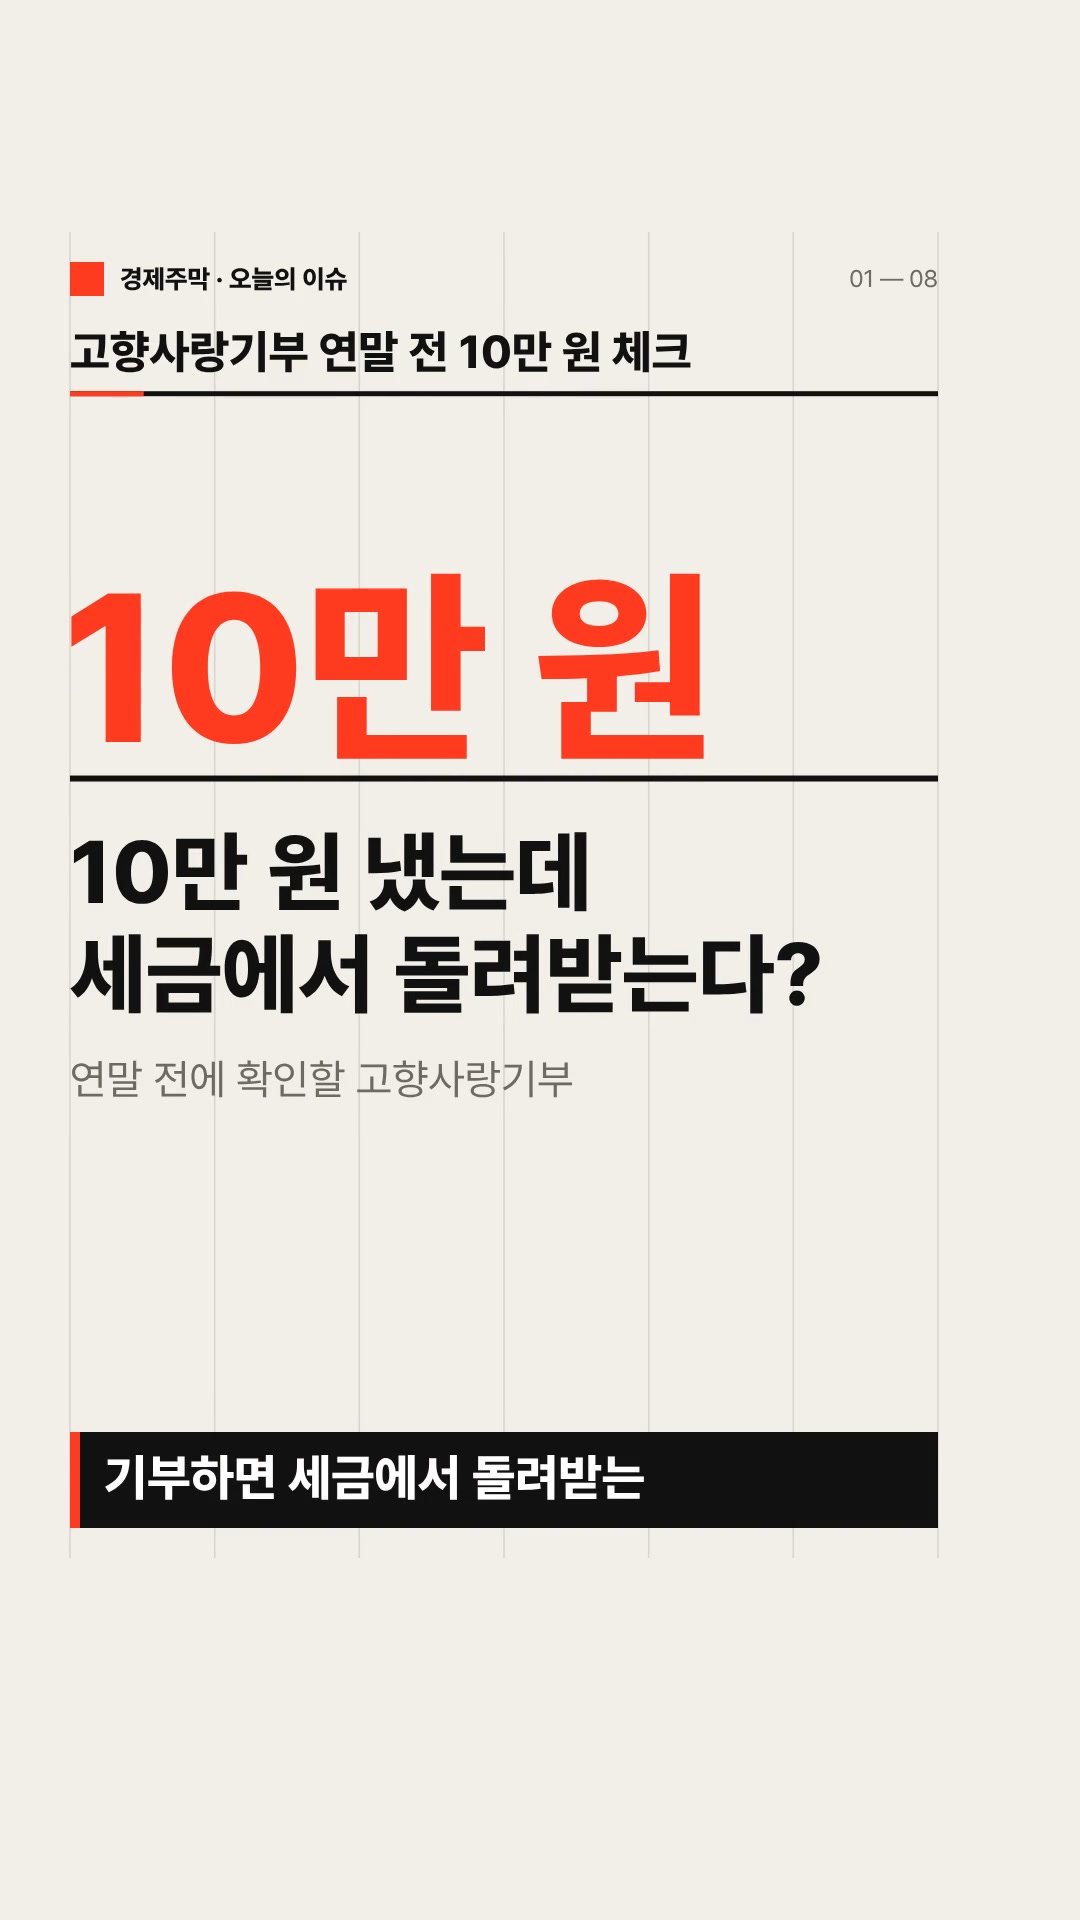 경제주막 · 오늘의 이슈
01 — 08
고향사랑기부 연말 전 10만 원 체크
10만 원
10만 원 냈는데
세금에서 돌려받는다?
연말 전에 확인할 고향사랑기부
기부하면 세금에서 돌려받는